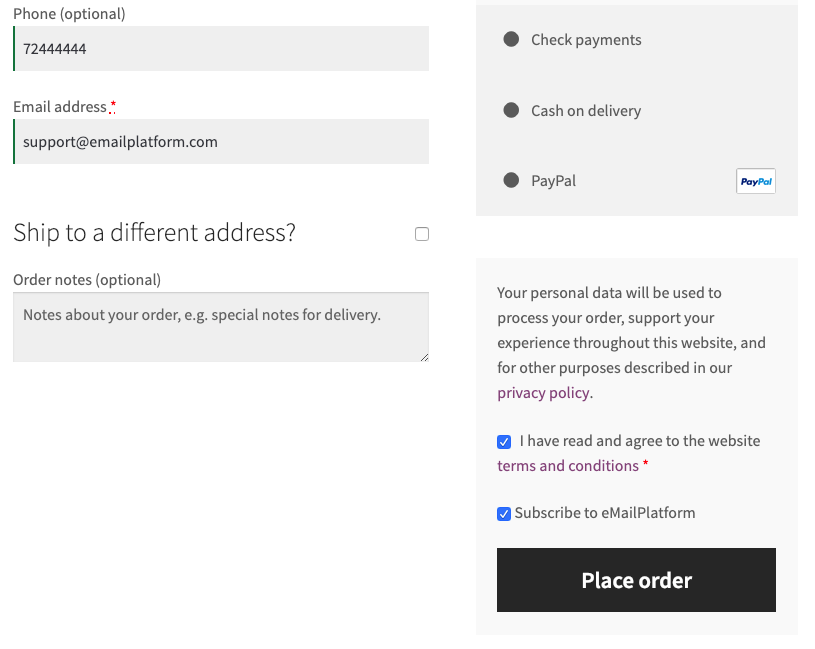 Phone (optional)
72444444
Email address *
support@emailplatform.com
Ship to a different address?
Order notes (optional)
Notes about your order, e.g. special notes for delivery.
Check payments
Cash on delivery
PayPal
PayPal
Your personal data will be used to
process your order, support your
experience throughout this website, and
for other purposes described in our
privacy policy.
I have read and agree to the website
terms and conditions *
Subscribe to eMailPlatform
Place order